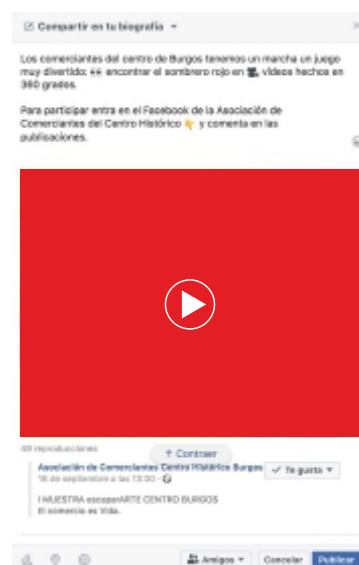 Compartir en tu biografía
Los comerciantes del centro de Burgos tenemos un marcha un juego
muy divertido: 👀 encontrar el sombrero rojo en 🎥, vídeos hechos en
360 grados.
Para participar entra en el Facebook de la Asociación de
Comerciantes del Centro Histórico 👇 y comenta en las
publicaciones.
49 reproducciones
↑ Contraer
Asociación de Comerciantes Centro Histórico Burgos
Te gusta
16 de septiembre a las 13:00
I MUESTRA escaparARTE CENTRO BURGOS
El comercio es Vida.
Amigos
Cancelar
Publicar